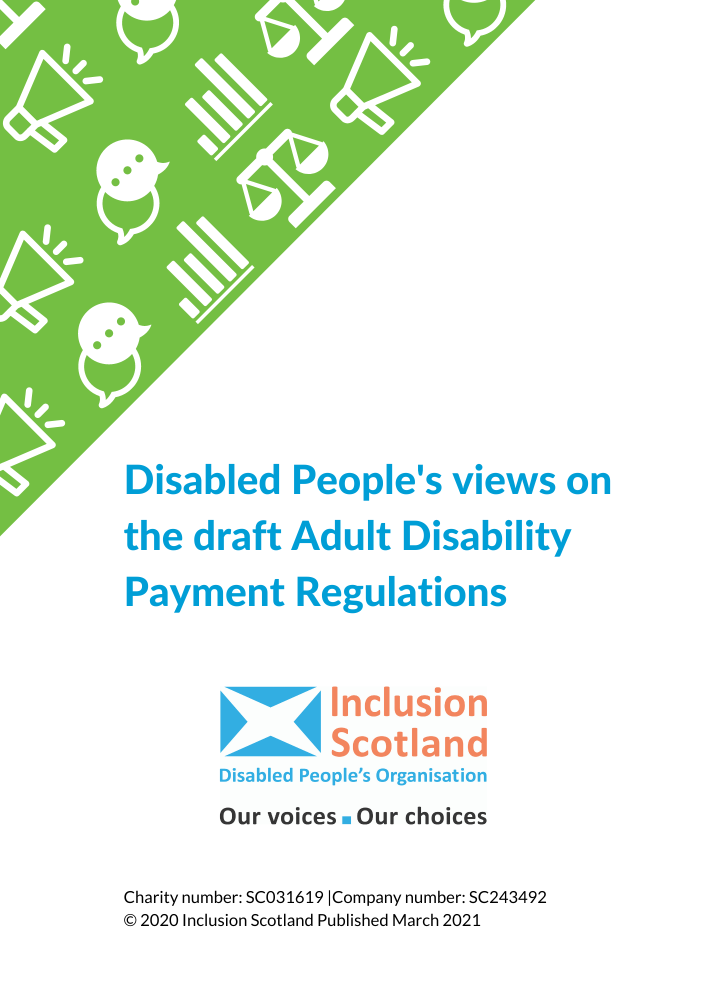 Disabled People's views on
the draft Adult Disability
Payment Regulations
Inclusion
Scotland
Disabled People’s Organisation
Our voices ■ Our choices
Charity number: SC031619 |Company number: SC243492
© 2020 Inclusion Scotland Published March 2021